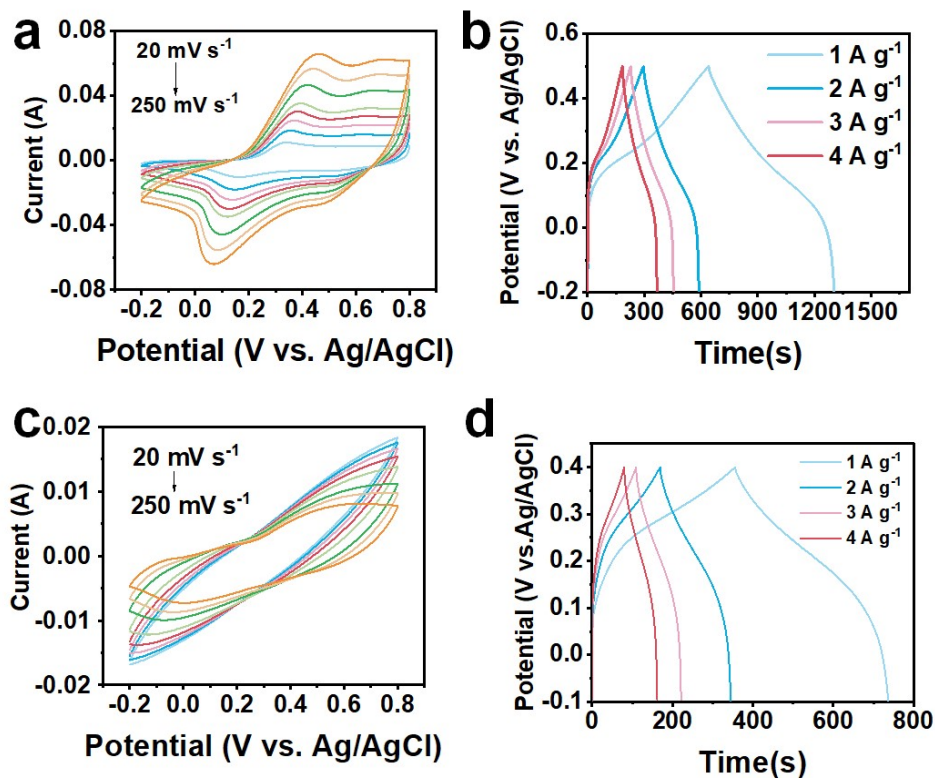 a
0.08
0.04
0.00
-0.04
-0.08
Current (A)
20 mV s⁻¹
250 mV s⁻¹
-0.20 0.0 0.2 0.4 0.6 0.8
Potential (V vs. Ag/AgCl)
b
0.6
0.4
0.2
0.0
-0.2
Potential (V vs. Ag/AgCl)
1 A g⁻¹
2 A g⁻¹
3 A g⁻¹
4 A g⁻¹
0 300 600 900 1200 1500
Time(s)
c
0.02
0.01
0.00
-0.01
-0.02
Current (A)
20 mV s⁻¹
250 mV s⁻¹
-0.2 0.0 0.2 0.4 0.6 0.8
Potential (V vs. Ag/AgCl)
d
0.4
0.3
0.4
0.1
0.0
-0.1
Potential (V vs.Ag/AgCl)
1 A g⁻¹
2 A g⁻¹
3 A g⁻¹
4 A g⁻¹
0 200 400 600 800
Time(s)